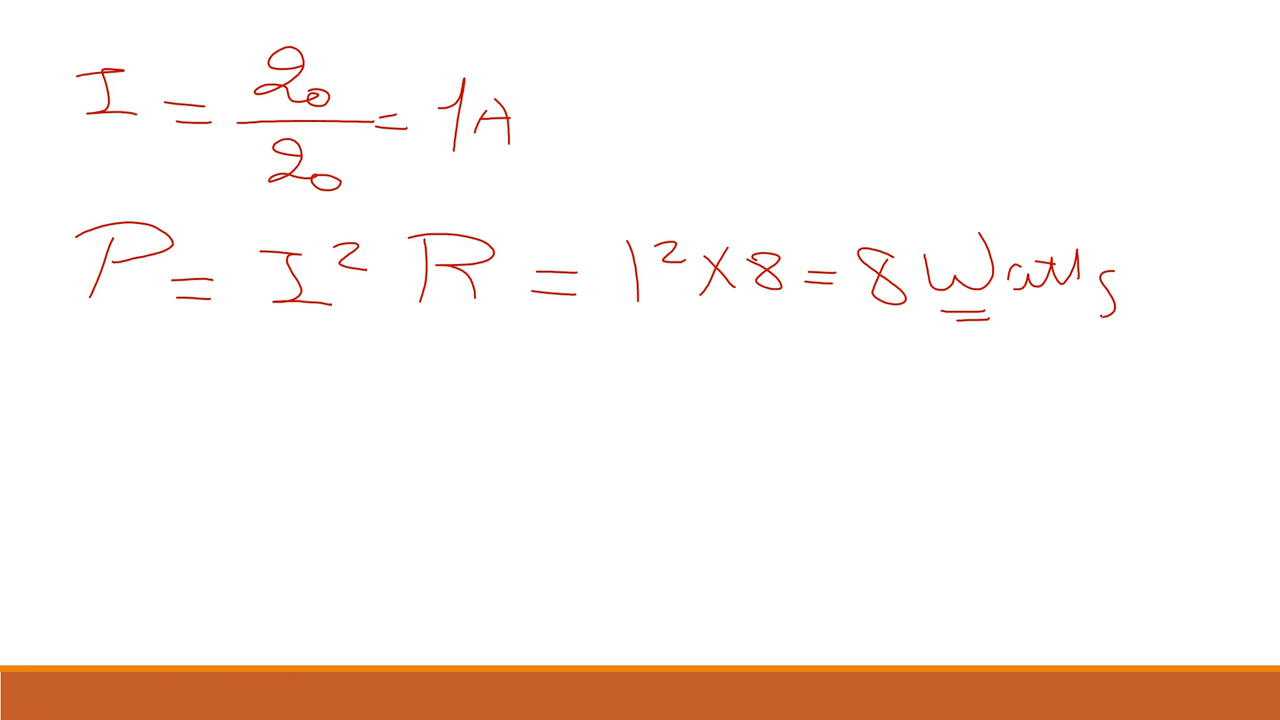 I = 20/20 = 1A
P = I² R = 1² × 8 = 8 Watts